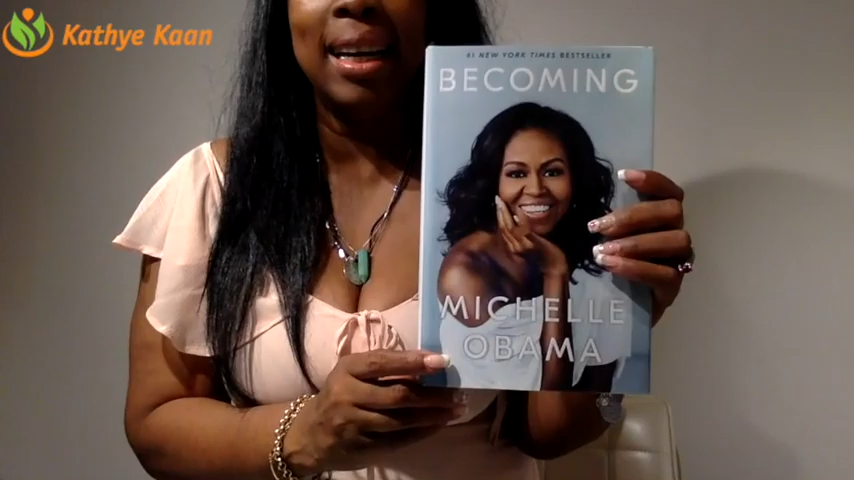 Kathye Kaan
#1 NEW YORK TIMES BESTSELLER
BECOMING
MICHELLE
OBAMA